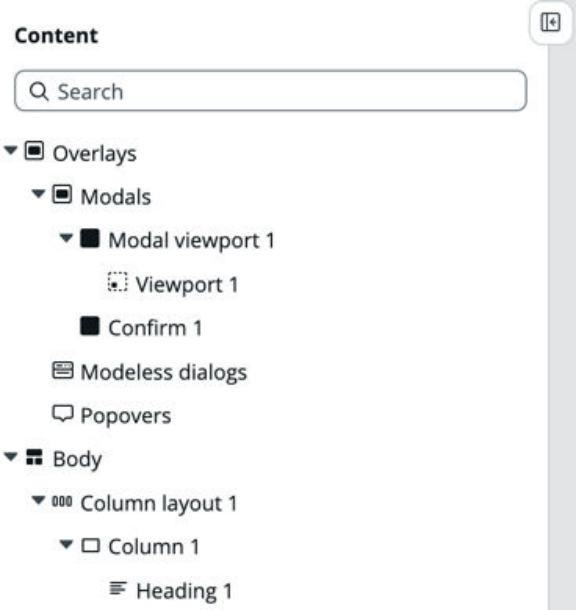 Content
Search
Overlays
Modals
Modal viewport 1
Viewport 1
Confirm 1
Modeless dialogs
Popovers
Body
Column layout 1
Column 1
Heading 1